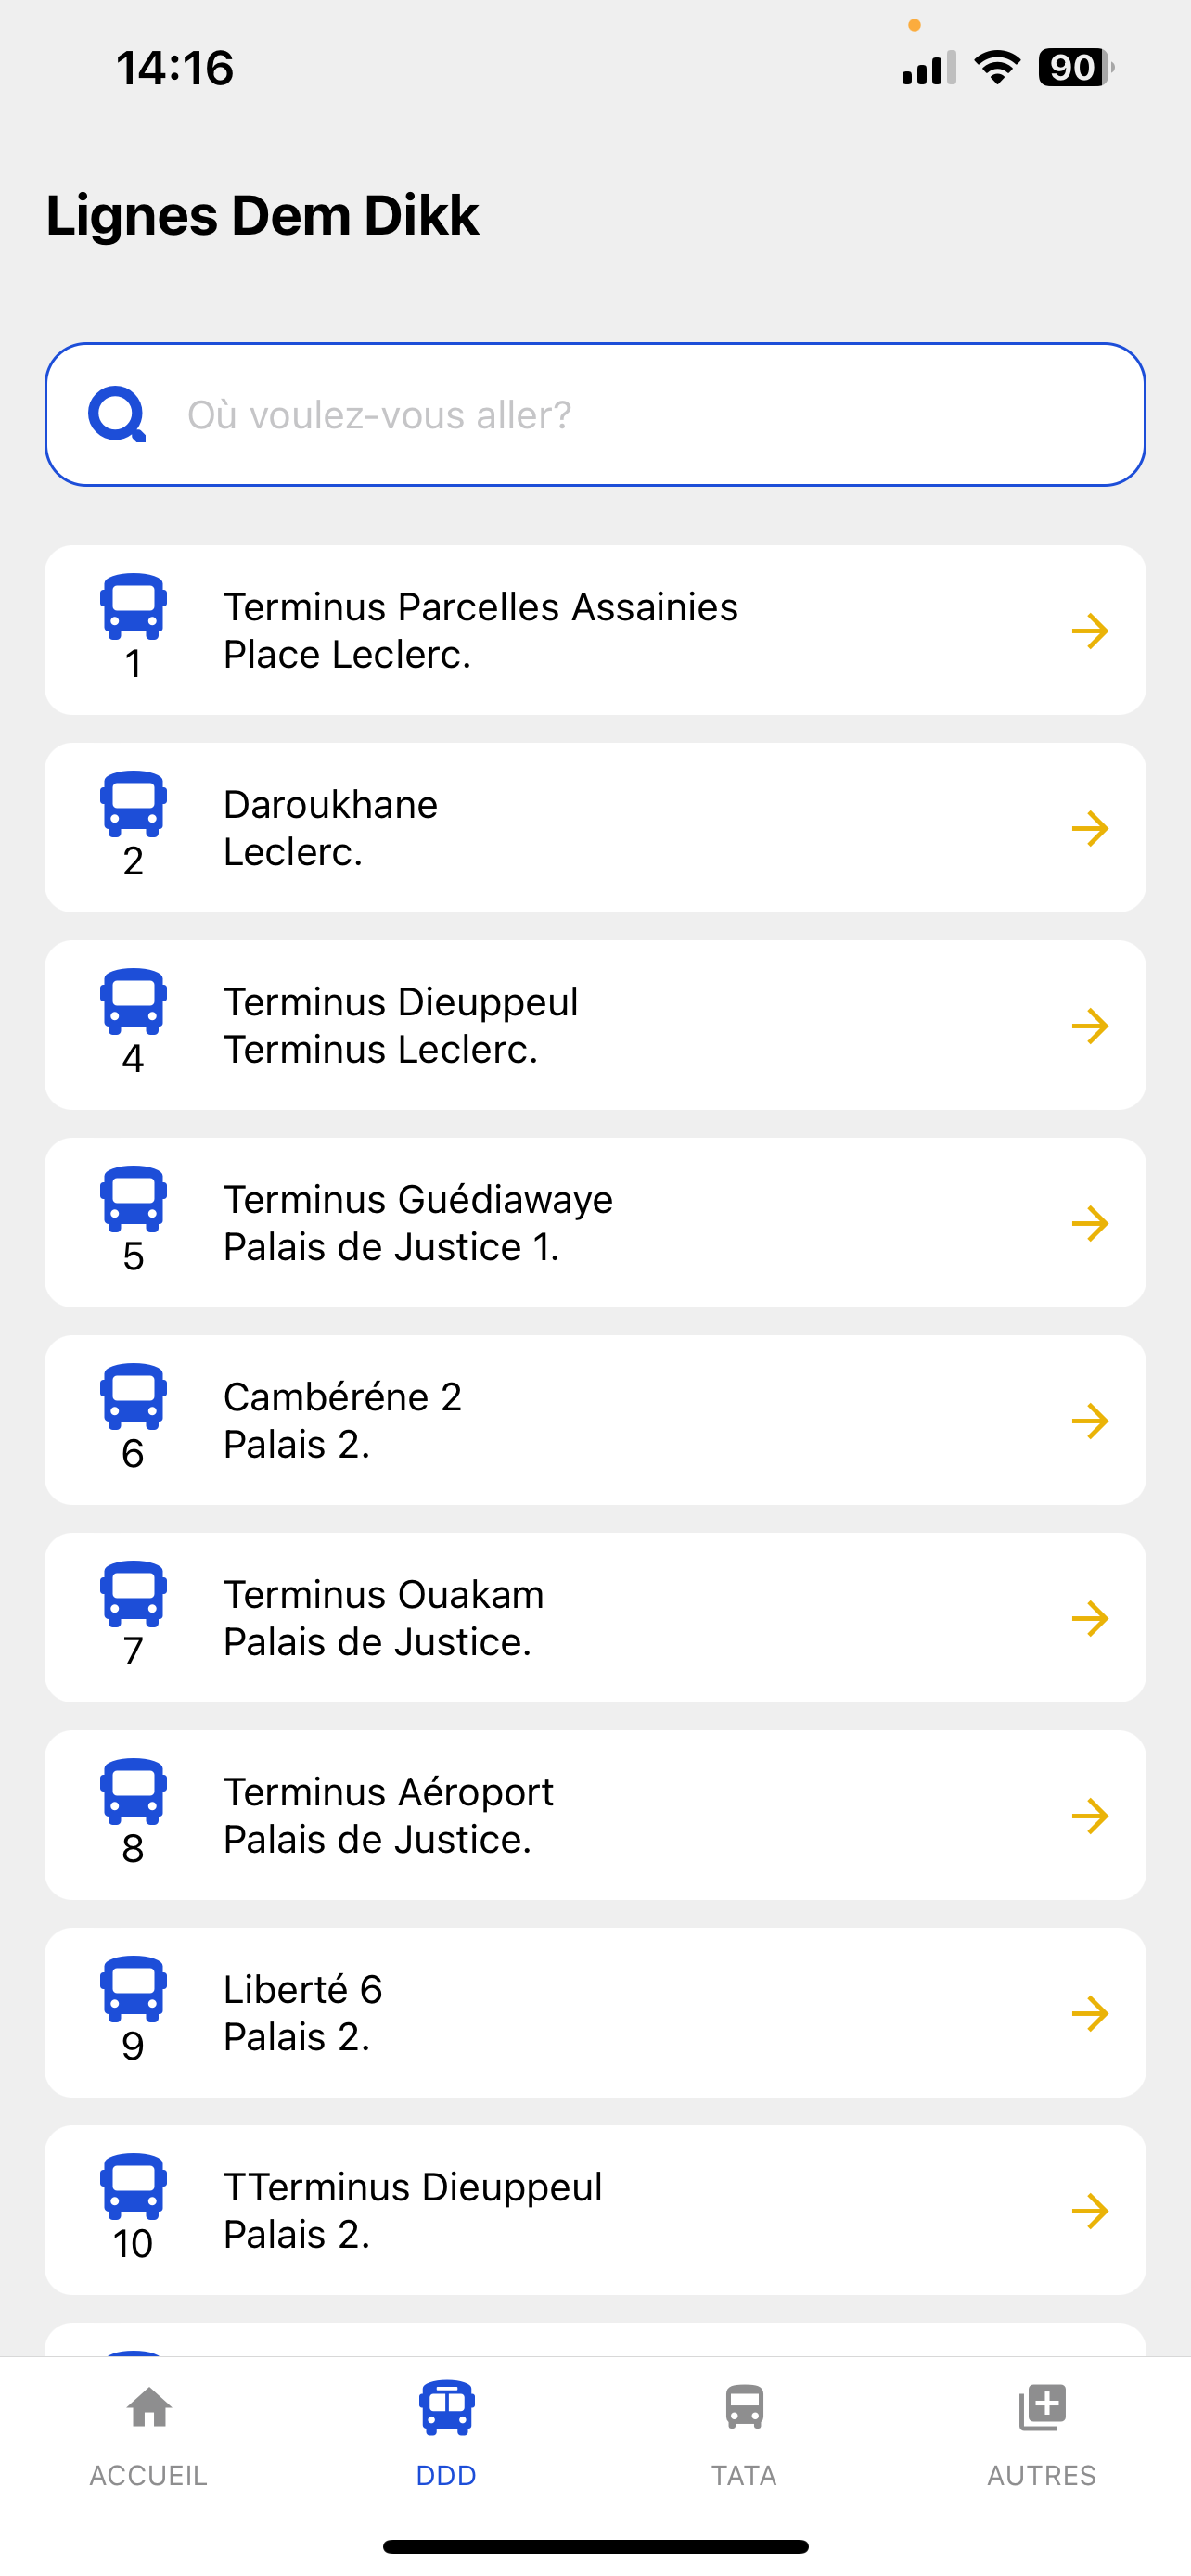 14:16
90
Lignes Dem Dikk
Où voulez-vous aller?
Terminus Parcelles Assainies
Place Leclerc.
1
Daroukhane
Leclerc.
2
Terminus Dieuppeul
Terminus Leclerc.
4
Terminus Guédiawaye
Palais de Justice 1.
5
Cambéréne 2
Palais 2.
6
Terminus Ouakam
Palais de Justice.
7
Terminus Aéroport
Palais de Justice.
8
Liberté 6
Palais 2.
9
TTerminus Dieuppeul
Palais 2.
10
ACCUEIL
DDD
TATA
AUTRES